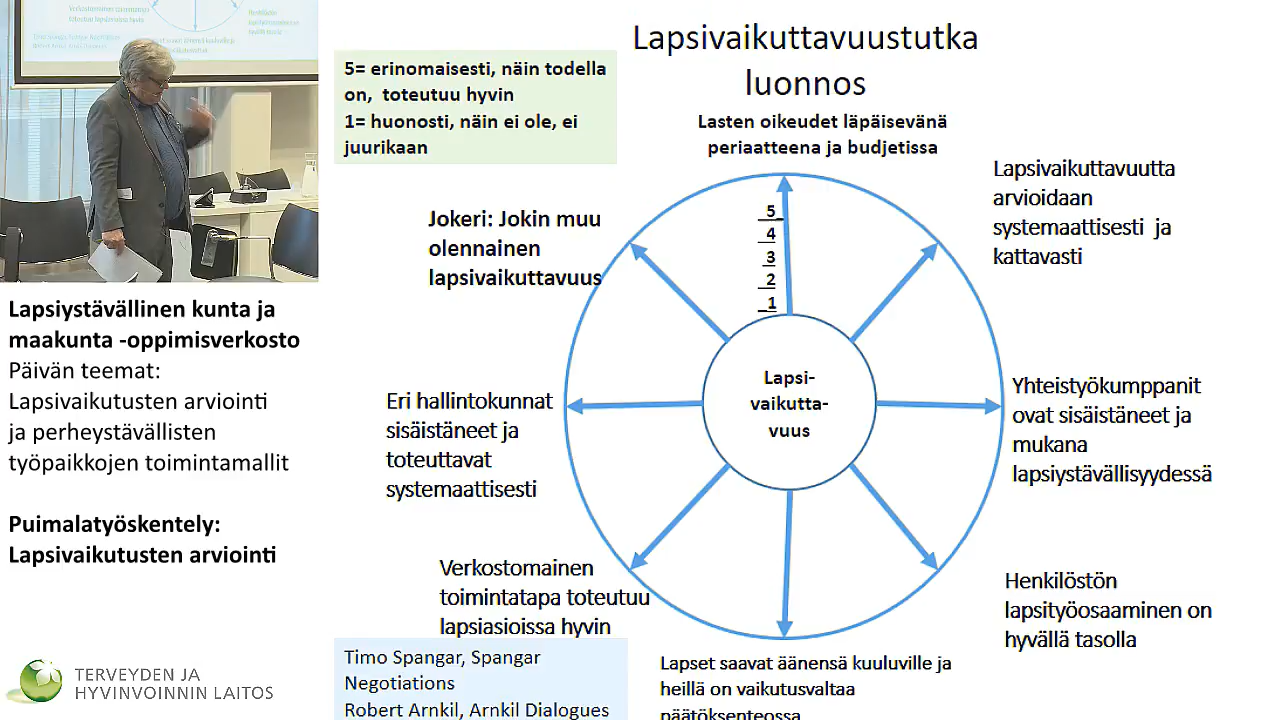 Lapsivaikuttavuustutka
luonnos
5= erinomaisesti, näin todella
on, toteutuu hyvin
1= huonosti, näin ei ole, ei
juurikaan
Lasten oikeudet läpäisevänä
periaatteena ja budjetissa
Lapsivaikuttavuutta
arvioidaan
systemaattisesti ja
kattavasti
Jokeri: Jokin muu
olennainen
lapsivaikuttavuus
5
4
3
2
1
Lapsi-
vaikutta-
vuus
Eri hallintokunnat
sisäistäneet ja
toteuttavat
systemaattisesti
Yhteistyökumppanit
ovat sisäistäneet ja
mukana
lapsiystävällisyydessä
Verkostomainen
toimintatapa toteutuu
lapsiasioissa hyvin
Henkilöstön
lapsityöosaaminen on
hyvällä tasolla
Lapset saavat äänensä kuuluville ja
heillä on vaikutusvaltaa
päätöksenteossa
Timo Spangar, Spangar
Negotiations
Robert Arnkil, Arnkil Dialogues
Lapsiystävällinen kunta ja
maakunta -oppimisverkosto
Päivän teemat:
Lapsivaikutusten arviointi
ja perheystävällisten
työpaikkojen toimintamallit
Puimalatyöskentely:
Lapsivaikutusten arviointi
TERVEYDEN JA
HYVINVOINNIN LAITOS